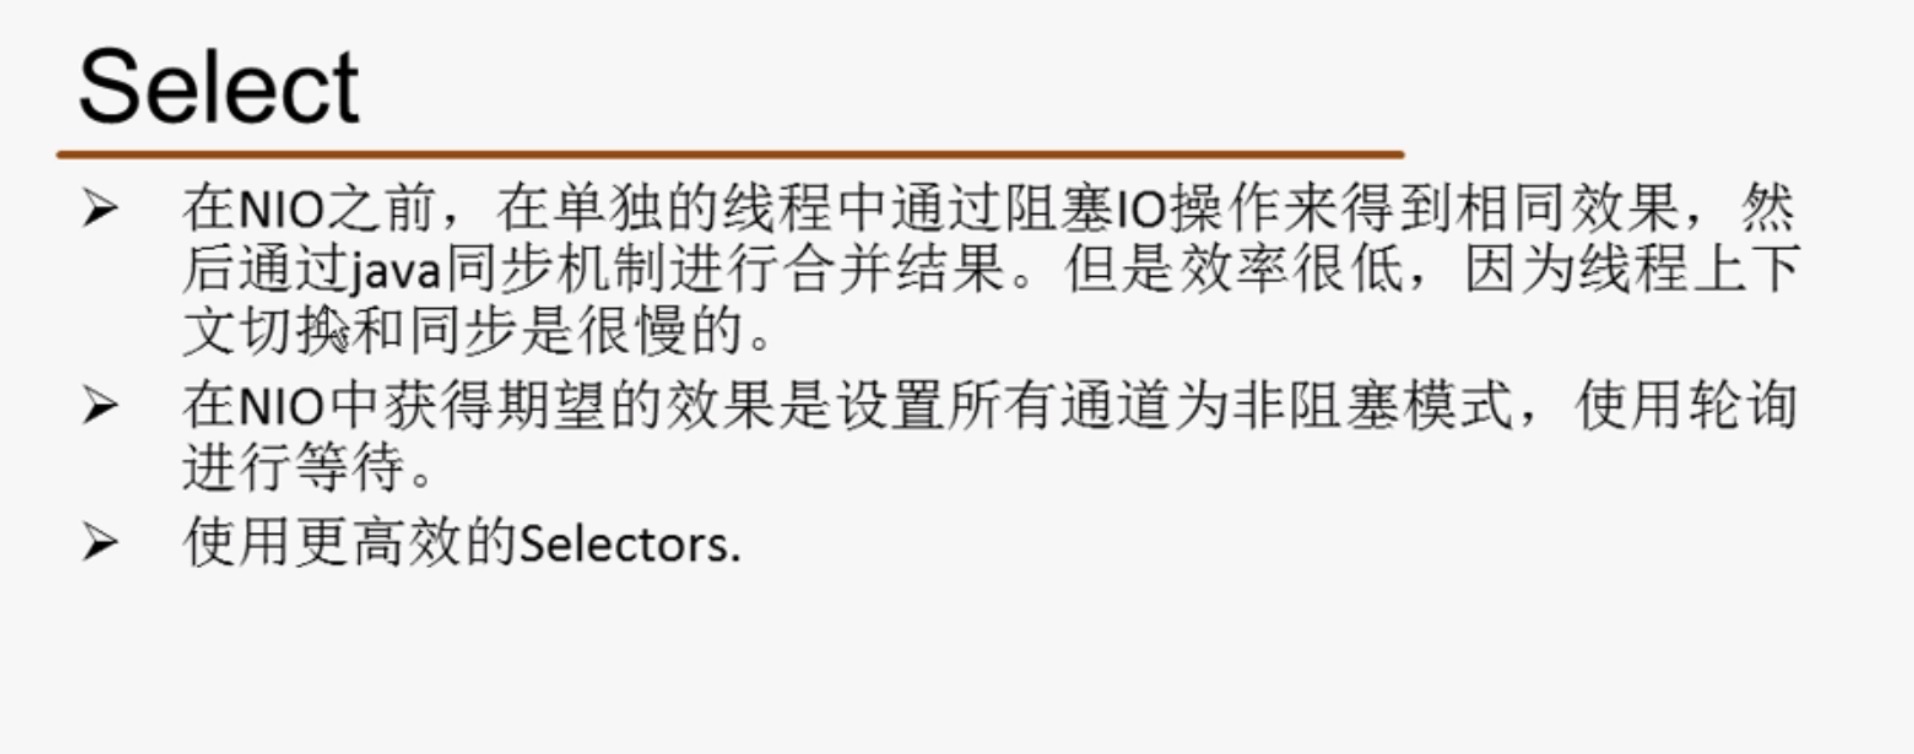 Select
在NIO之前，在单独的线程中通过阻塞IO操作来得到相同效果，然
后通过java同步机制进行合并结果。但是效率很低，因为线程上下
文切换和同步是很慢的。
在NIO中获得期望的效果是设置所有通道为非阻塞模式，使用轮询
进行等待。
使用更高效的Selectors.